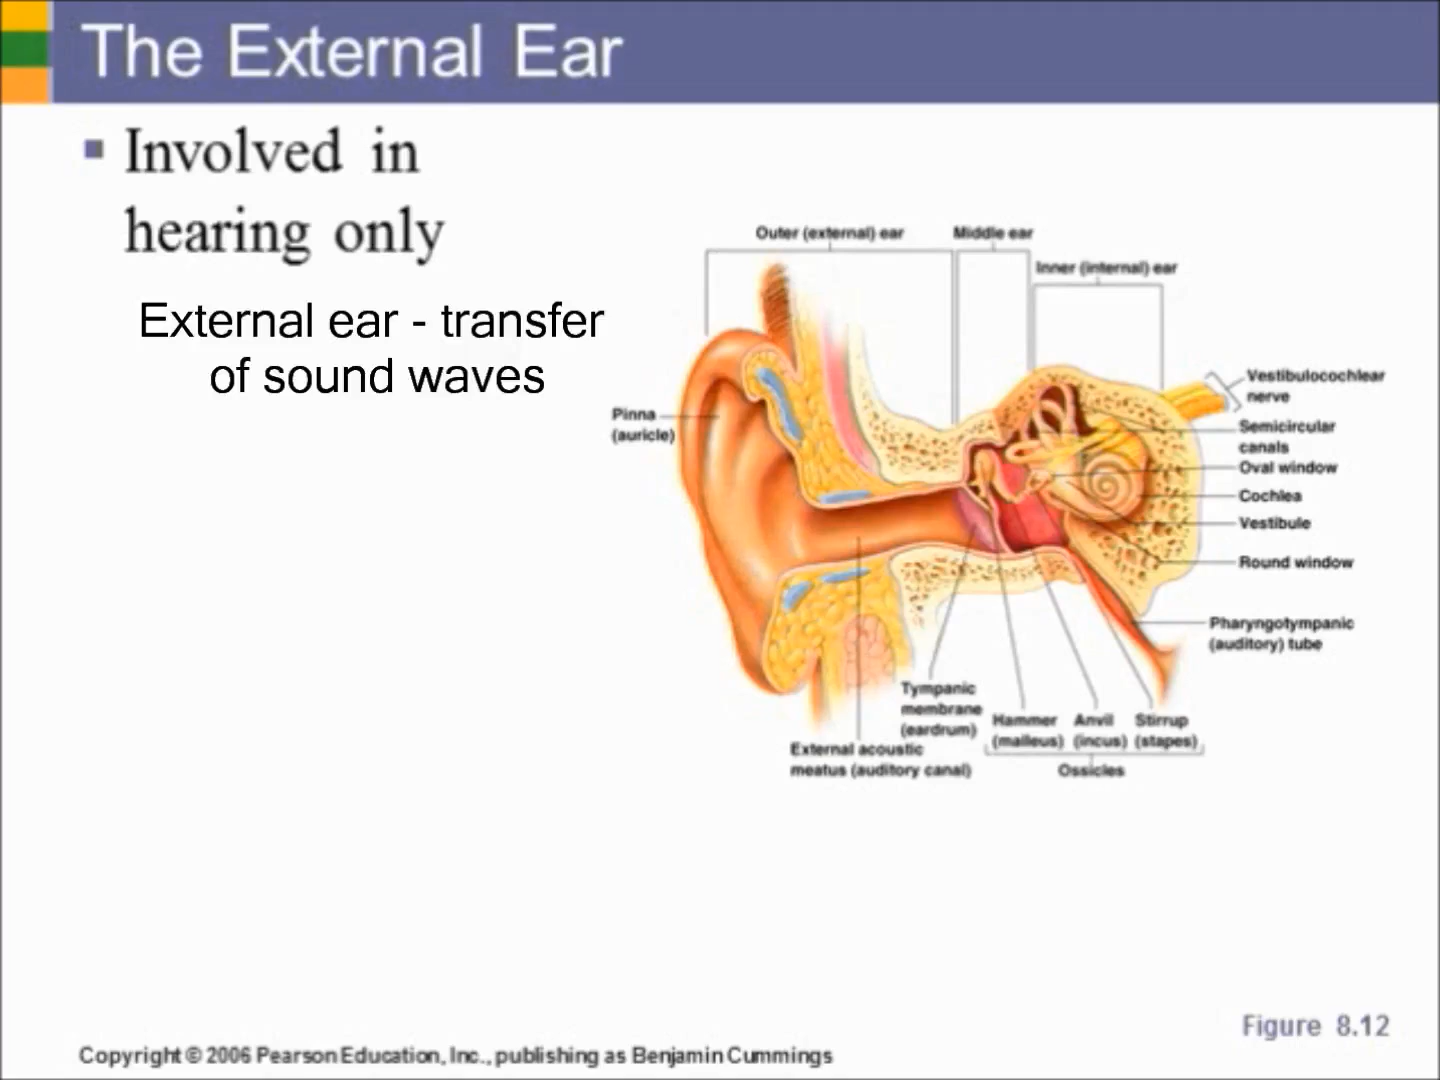 The External Ear
Involved in
hearing only
External ear - transfer
of sound waves
Outer (external) ear
Middle ear
Inner (internal) ear
Pinna
(auricle)
Vestibulocochlear
nerve
Semicircular
canals
Oval window
Cochlea
Vestibule
Round window
Pharyngotympanic
(auditory) tube
Tympanic
membrane
(eardrum)
Hammer
(malleus)
Anvil
(incus)
Stirrup
(stapes)
Ossicles
External acoustic
meatus (auditory canal)
Figure 8.12
Copyright © 2006 Pearson Education, Inc., publishing as Benjamin Cummings